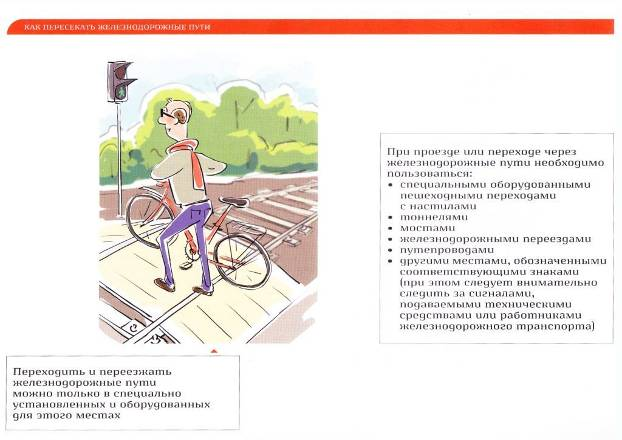 КАК ПЕРЕСЕКАТЬ ЖЕЛЕЗНОДОРОЖНЫЕ ПУТИ
При проезде или переходе через
железнодорожные пути необходимо
пользоваться:
• специальными оборудованными
пешеходными переходами
с настилами
• тоннелями
• мостами
• железнодорожными переездами
• путепроводами
• другими местами, обозначенными
соответствующими знаками
(при этом следует внимательно
следить за сигналами,
подаваемыми техническими
средствами или работниками
железнодорожного транспорта)
Переходить и переезжать
железнодорожные пути
можно только в специально
установленных и оборудованных
для этого местах